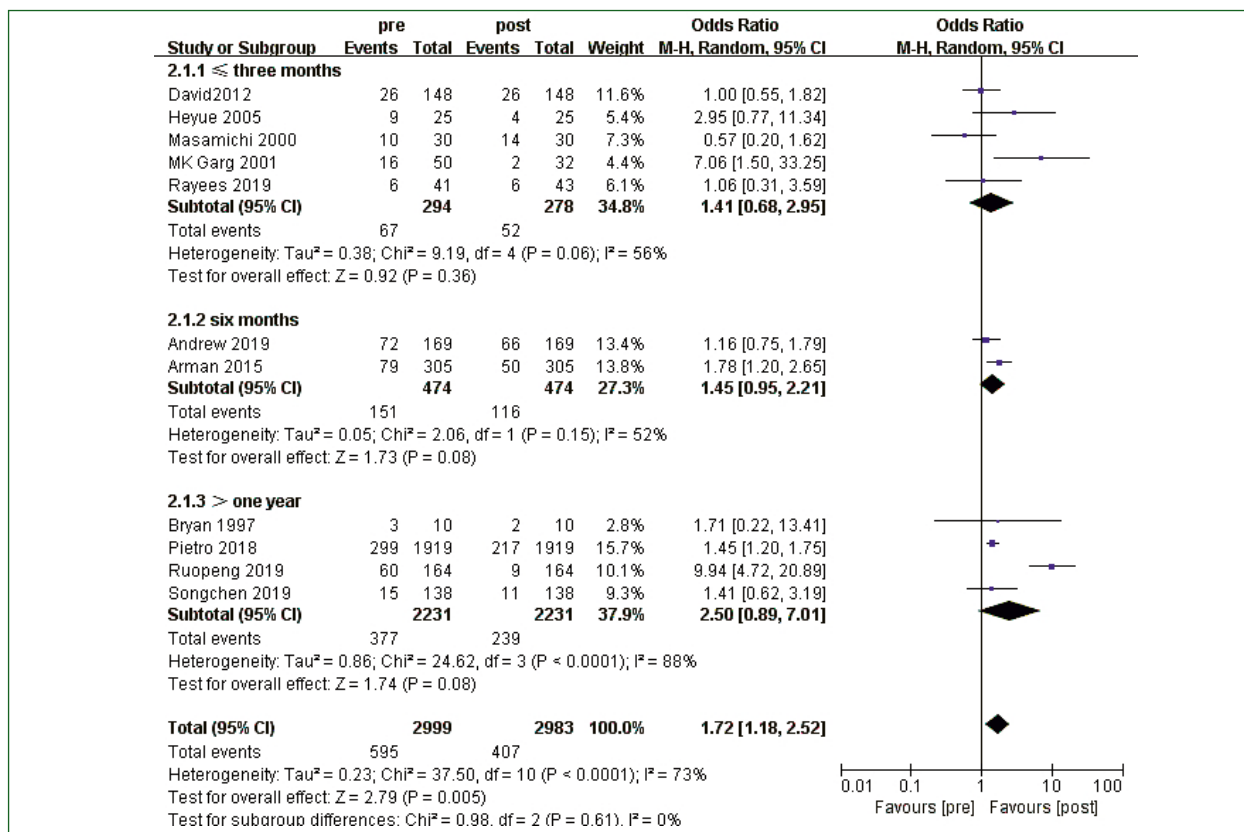 pre post Odds Ratio Odds Ratio
Study or Subgroup Events Total Events Total Weight M-H, Random, 95% CI M-H, Random, 95% CI
2.1.1 ⩽ three months
David2012 26 148 26 148 11.6% 1.00 [0.55, 1.82]
Heyue 2005 9 25 4 25 5.4% 2.95 [0.77, 11.34]
Masamichi 2000 10 30 14 30 7.3% 0.57 [0.20, 1.62]
MK Garg 2001 16 50 2 32 4.4% 7.06 [1.50, 33.25]
Rayees 2019 6 41 6 43 6.1% 1.06 [0.31, 3.59]
Subtotal (95% CI) 294 278 34.8% 1.41 [0.68, 2.95]
Total events 67 52
Heterogeneity: Tau² = 0.38; Chi² = 9.19, df = 4 (P = 0.06); I² = 56%
Test for overall effect: Z = 0.92 (P = 0.36)
2.1.2 six months
Andrew 2019 72 169 66 169 13.4% 1.16 [0.75, 1.79]
Arman 2015 79 305 50 305 13.8% 1.78 [1.20, 2.65]
Subtotal (95% CI) 474 474 27.3% 1.45 [0.95, 2.21]
Total events 151 116
Heterogeneity: Tau² = 0.05; Chi² = 2.06, df = 1 (P = 0.15); I² = 52%
Test for overall effect: Z = 1.73 (P = 0.08)
2.1.3 > one year
Bryan 1997 3 10 2 10 2.8% 1.71 [0.22, 13.41]
Pietro 2018 299 1919 217 1919 15.7% 1.45 [1.20, 1.75]
Ruopeng 2019 60 164 9 164 10.1% 9.94 [4.72, 20.89]
Songchen 2019 15 138 11 138 9.3% 1.41 [0.62, 3.19]
Subtotal (95% CI) 2231 2231 37.9% 2.50 [0.89, 7.01]
Total events 377 239
Heterogeneity: Tau² = 0.86; Chi² = 24.62, df = 3 (P < 0.0001); I² = 88%
Test for overall effect: Z = 1.74 (P = 0.08)
Total (95% CI) 2999 2983 100.0% 1.72 [1.18, 2.52]
Total events 595 407
Heterogeneity: Tau² = 0.23; Chi² = 37.50, df = 10 (P < 0.0001); I² = 73%
Test for overall effect: Z = 2.79 (P = 0.005)
Test for subgroup differences: Chi² = 0.98, df = 2 (P = 0.61), I² = 0%
0.01 0.1 1 10 100
Favours [pre] Favours [post]